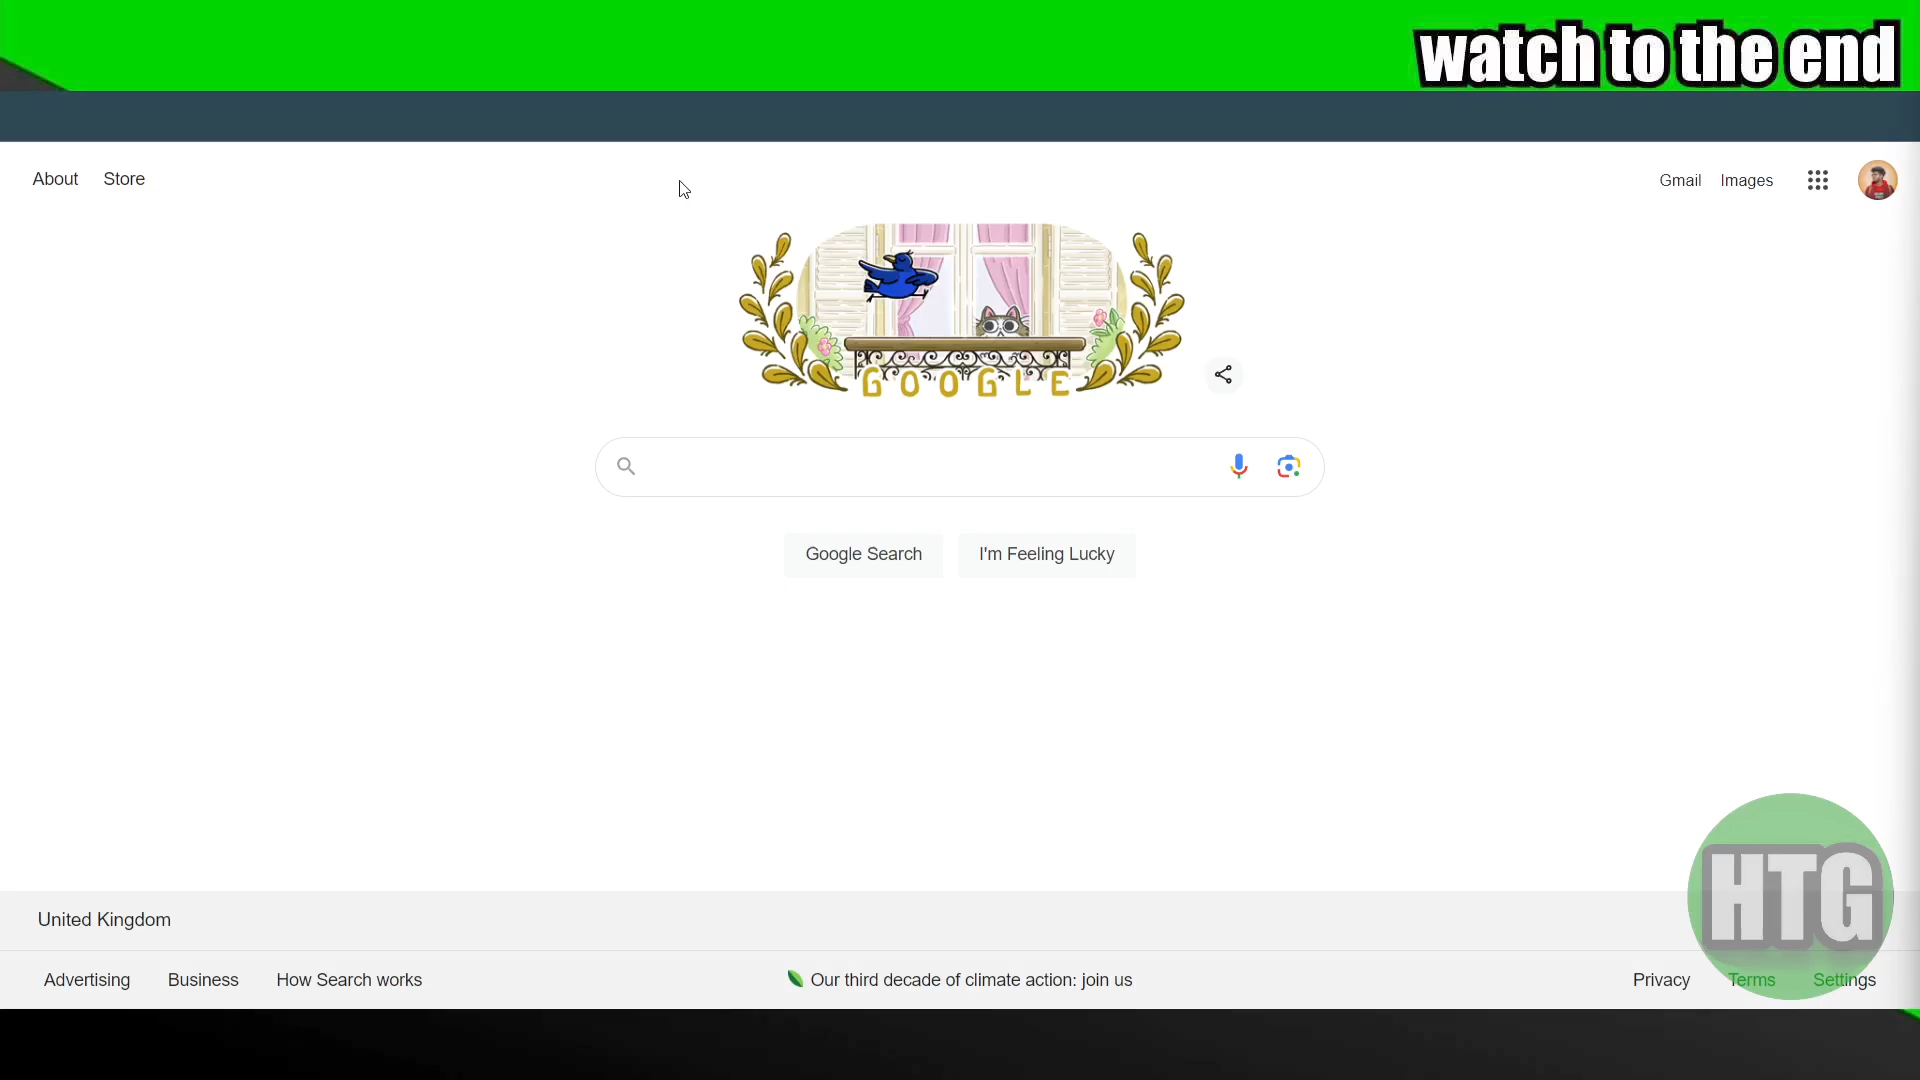 watch to the end
About Store
Gmail Images
GOOGLE
Google Search I'm Feeling Lucky
United Kingdom
HTG
Advertising Business How Search works
Our third decade of climate action: join us
Privacy Terms Settings